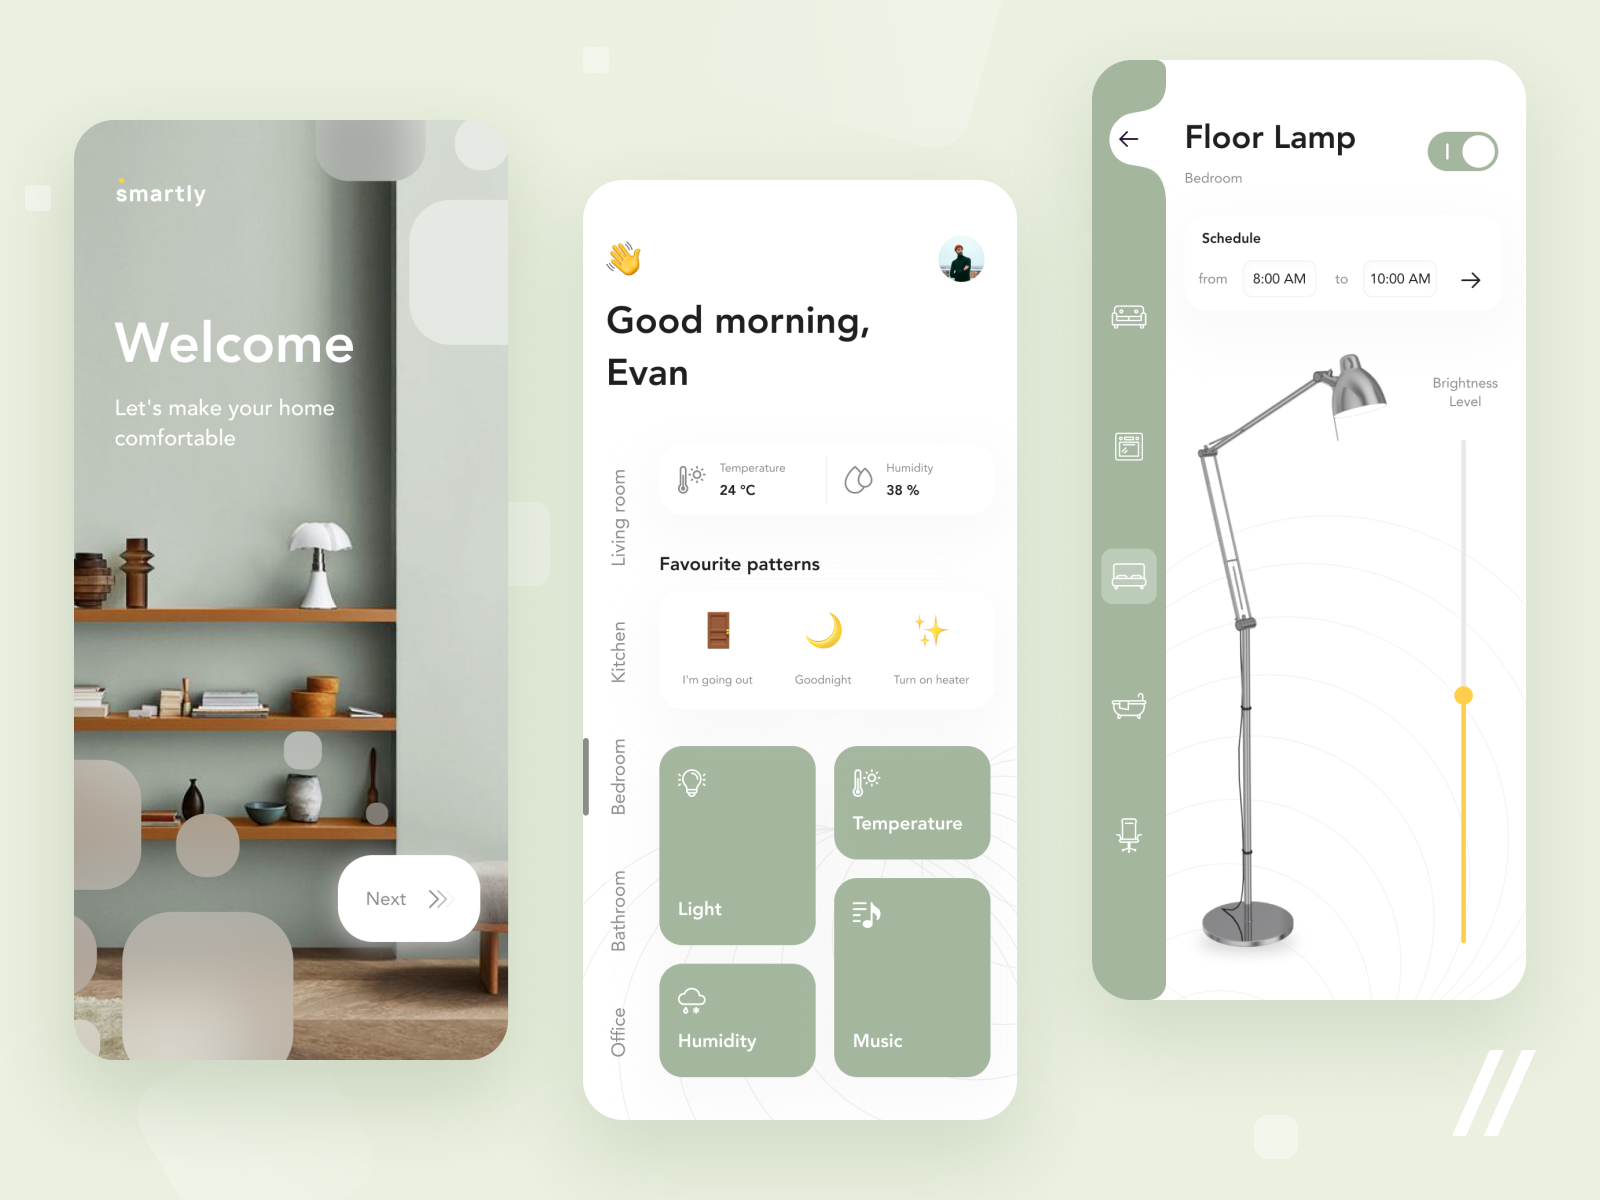 smartly
Welcome
Let's make your home
comfortable
Next
Good morning,
Evan
Living room
Kitchen
Bedroom
Bathroom
Office
Temperature
24 °C
Humidity
38 %
Favourite patterns
I'm going out
Goodnight
Turn on heater
Light
Temperature
Humidity
Music
Floor Lamp
Bedroom
Schedule
from 8:00 AM to 10:00 AM
Brightness
Level